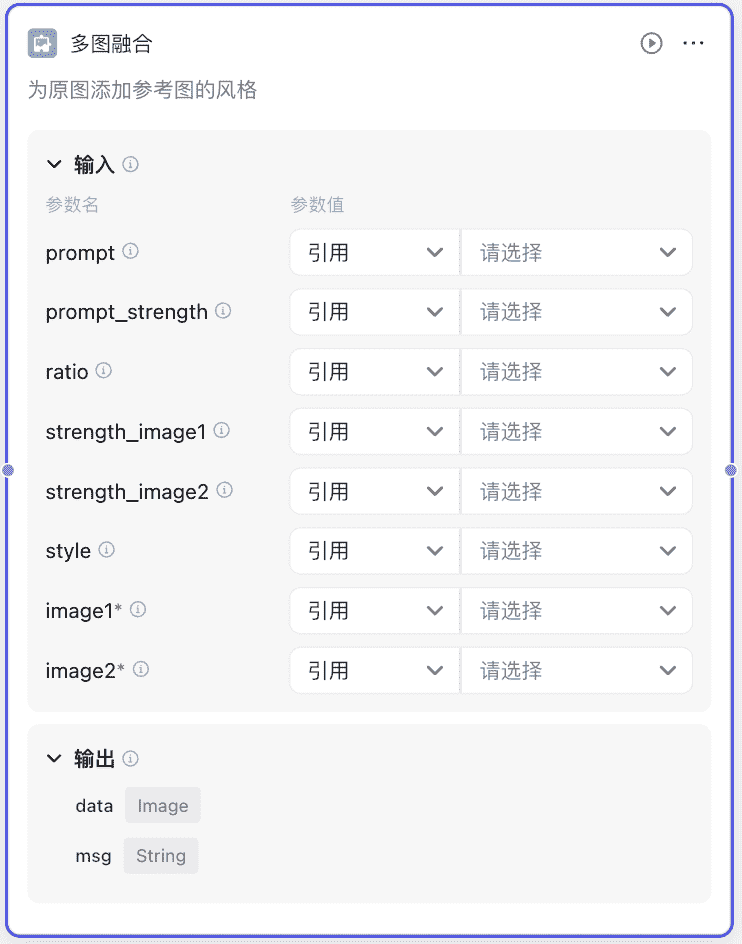 多图融合
为原图添加参考图的风格
输入
参数名 参数值
prompt 引用 请选择
prompt_strength 引用 请选择
ratio 引用 请选择
strength_image1 引用 请选择
strength_image2 引用 请选择
style 引用 请选择
image1* 引用 请选择
image2* 引用 请选择
输出
data Image
msg String